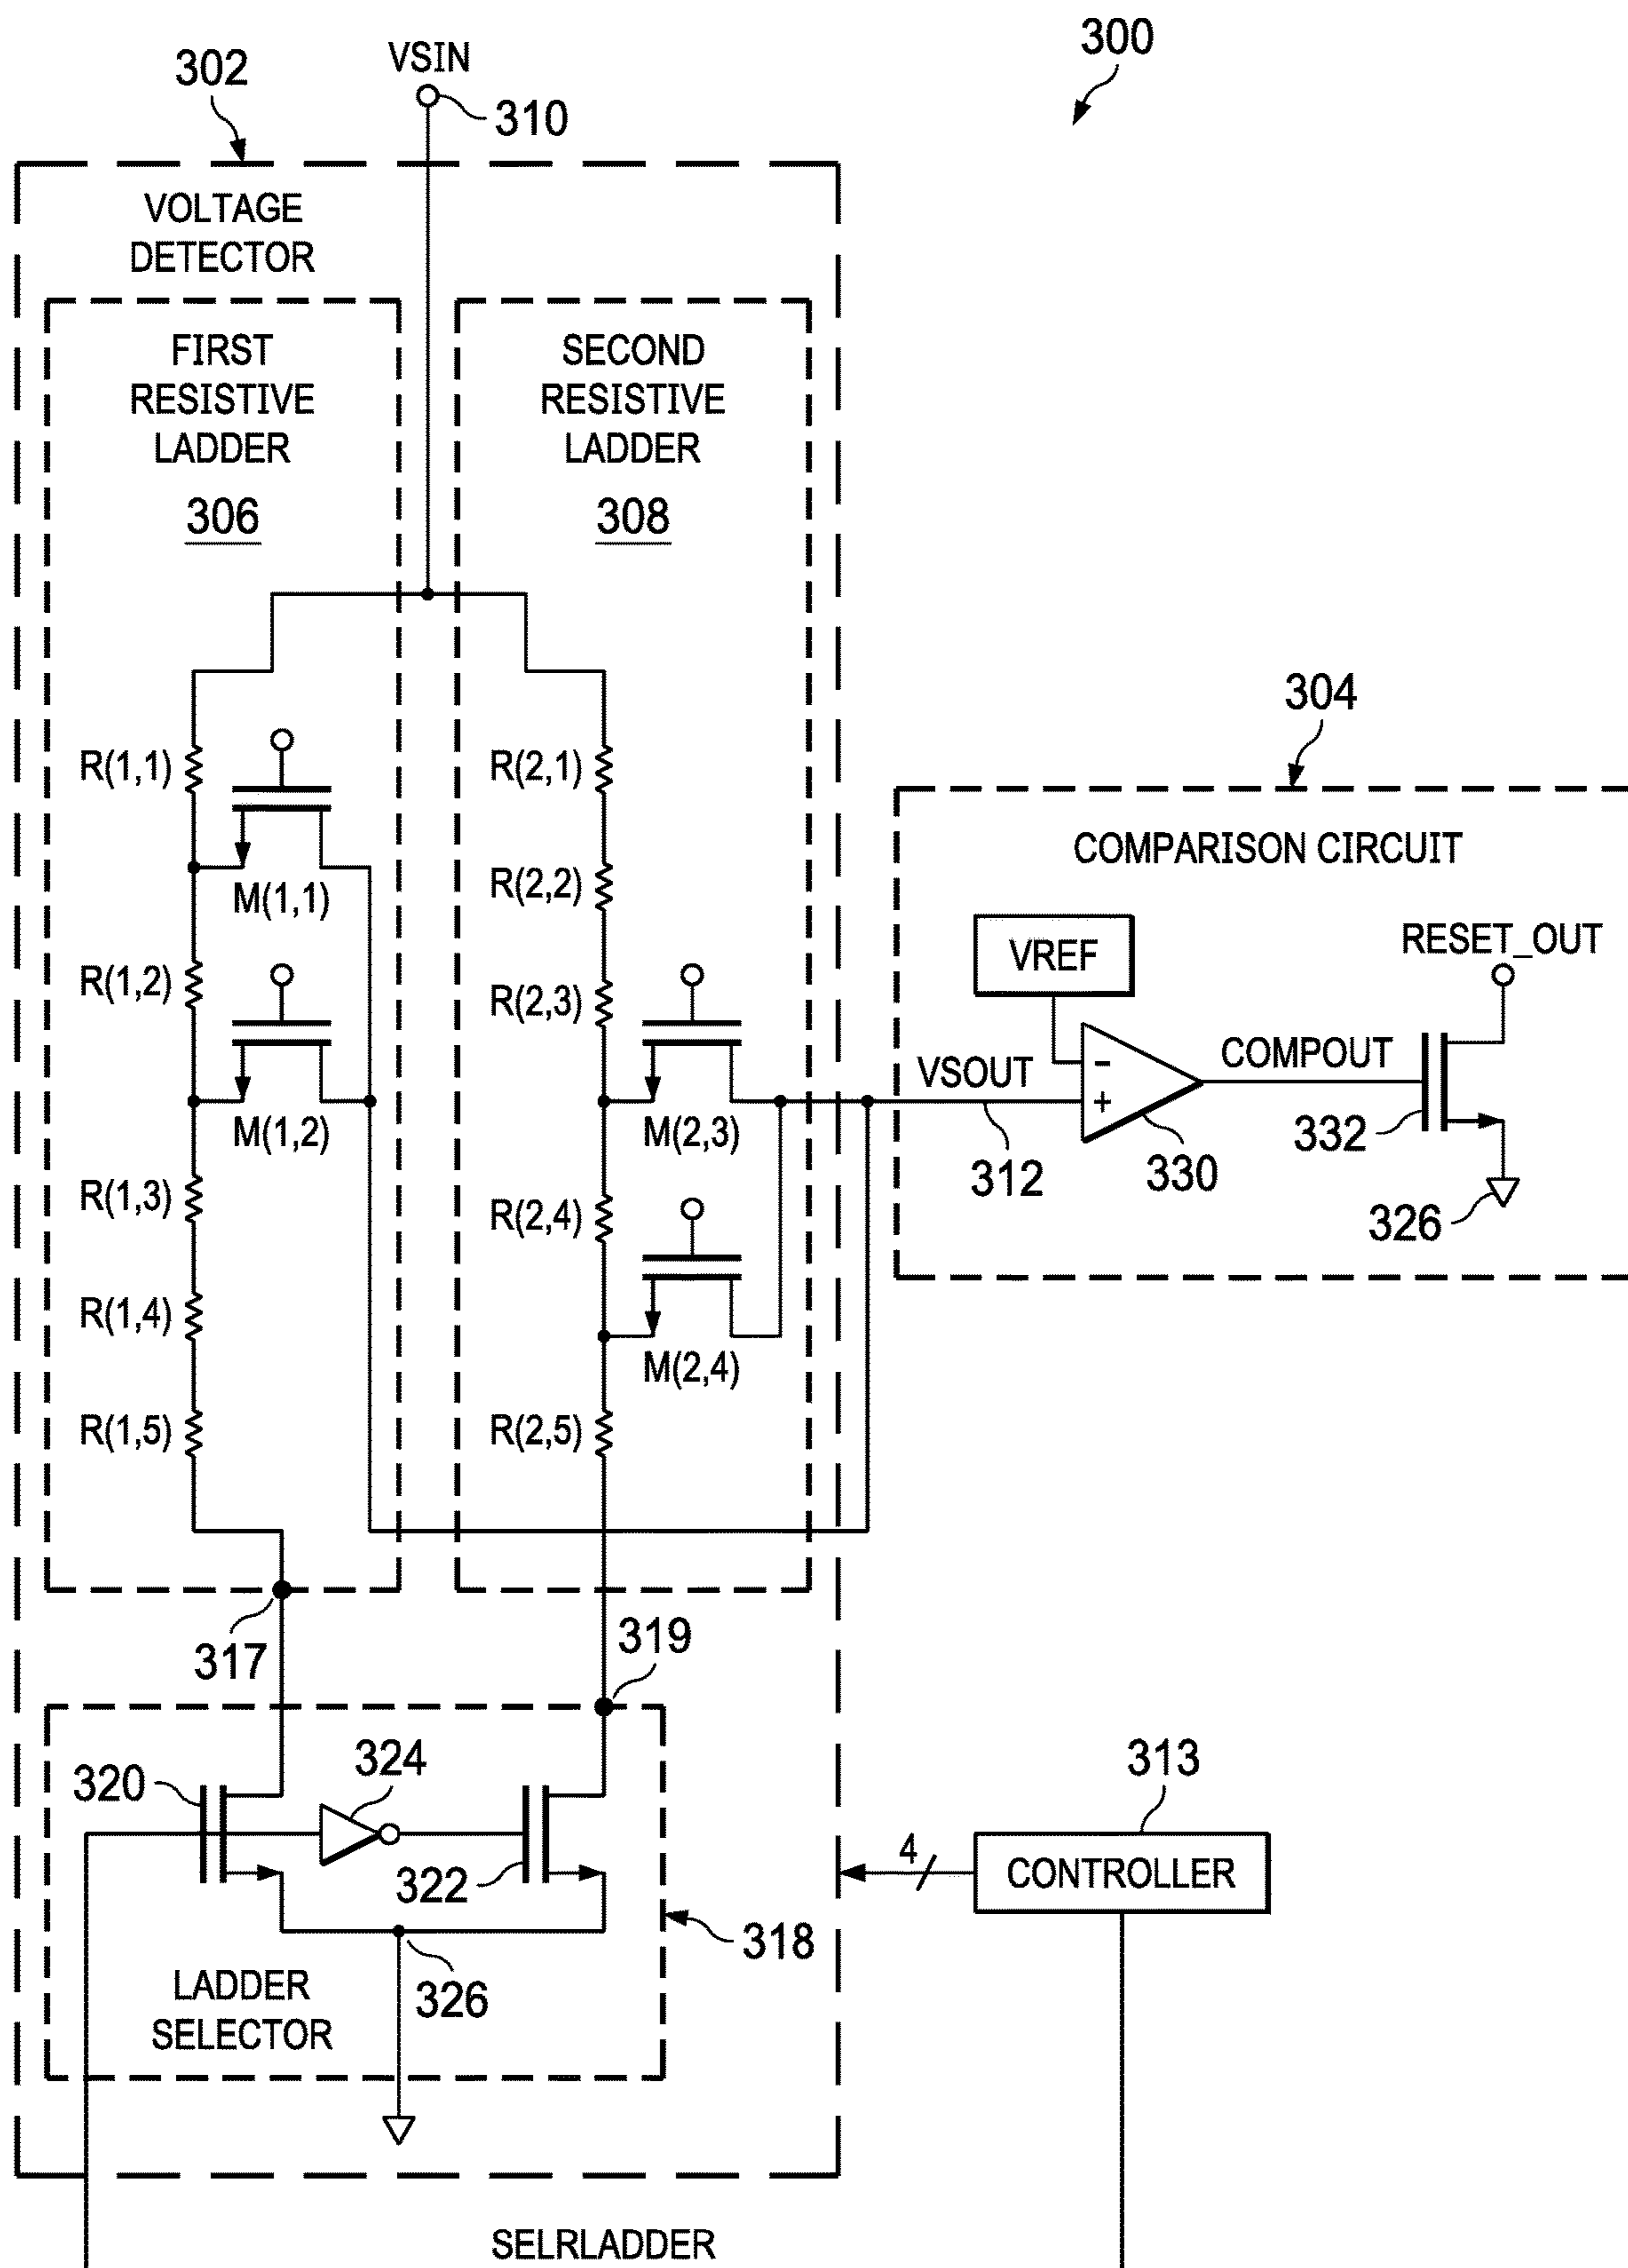 300
302
VSIN
310
VOLTAGE
DETECTOR
FIRST
RESISTIVE
LADDER
306
SECOND
RESISTIVE
LADDER
308
R(1,1)
M(1,1)
R(1,2)
M(1,2)
R(1,3)
R(1,4)
R(1,5)
R(2,1)
R(2,2)
R(2,3)
M(2,3)
R(2,4)
M(2,4)
R(2,5)
304
COMPARISON CIRCUIT
VREF
RESET_OUT
VSOUT
-
+
COMPOUT
312
330
332
326
317
319
320
324
322
318
326
LADDER
SELECTOR
313
4
CONTROLLER
SELRLADDER